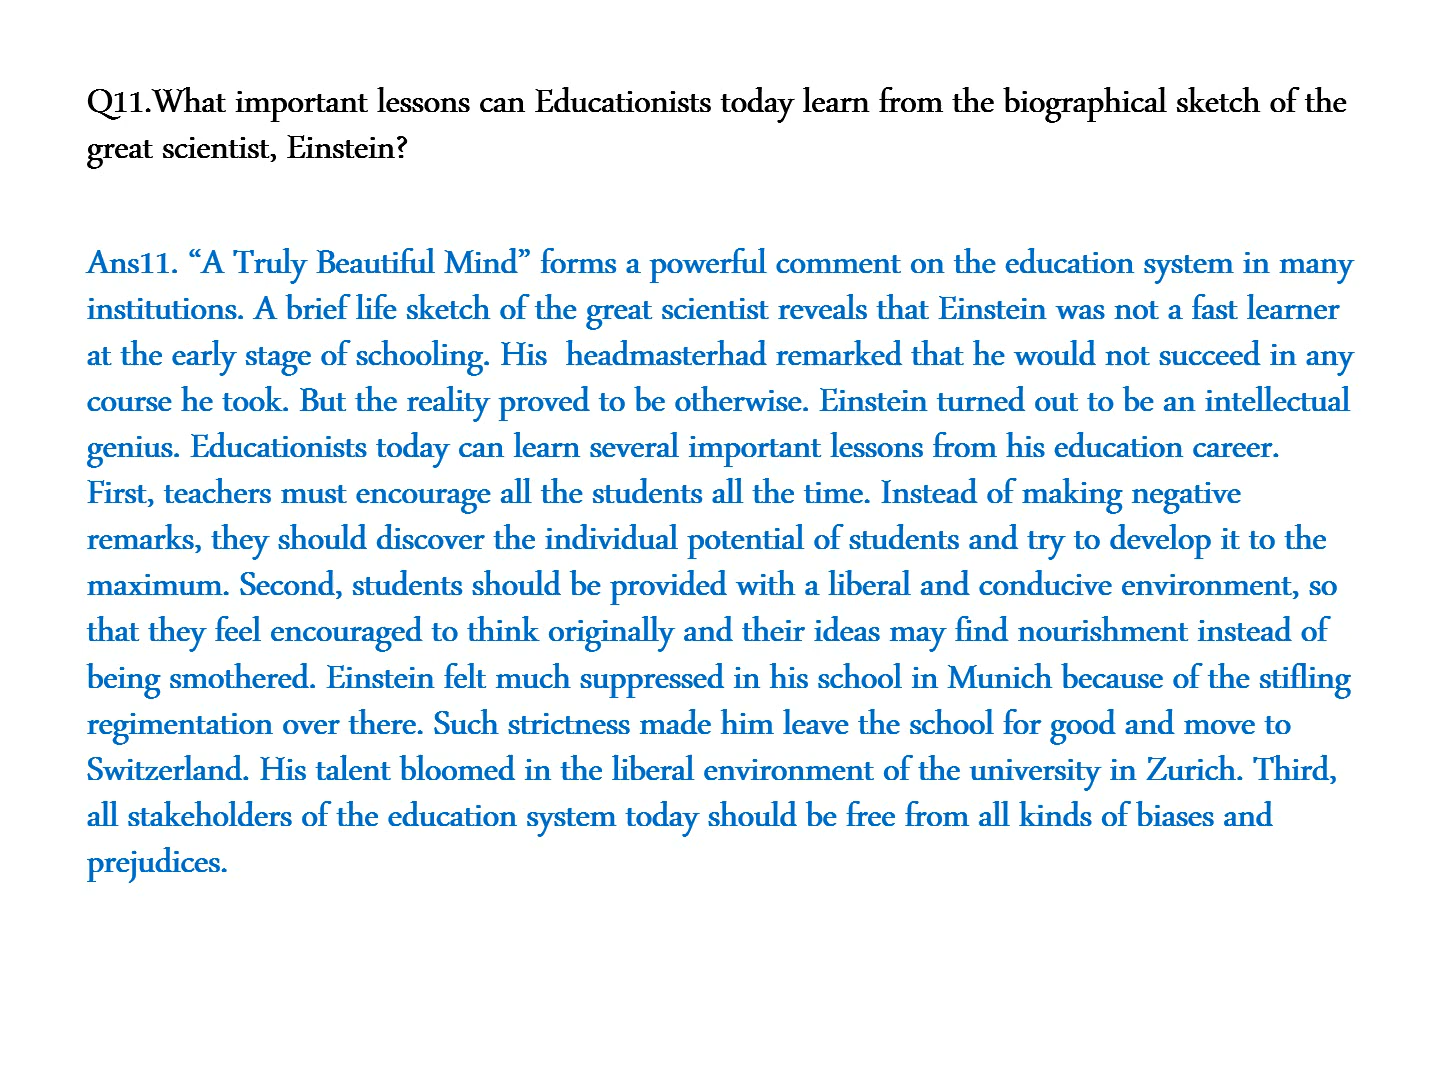 Q11.What important lessons can Educationists today learn from the biographical sketch of the
great scientist, Einstein?
Ans11. “A Truly Beautiful Mind” forms a powerful comment on the education system in many
institutions. A brief life sketch of the great scientist reveals that Einstein was not a fast learner
at the early stage of schooling. His  headmasterhad remarked that he would not succeed in any
course he took. But the reality proved to be otherwise. Einstein turned out to be an intellectual
genius. Educationists today can learn several important lessons from his education career.
First, teachers must encourage all the students all the time. Instead of making negative
remarks, they should discover the individual potential of students and try to develop it to the
maximum. Second, students should be provided with a liberal and conducive environment, so
that they feel encouraged to think originally and their ideas may find nourishment instead of
being smothered. Einstein felt much suppressed in his school in Munich because of the stifling
regimentation over there. Such strictness made him leave the school for good and move to
Switzerland. His talent bloomed in the liberal environment of the university in Zurich. Third,
all stakeholders of the education system today should be free from all kinds of biases and
prejudices.